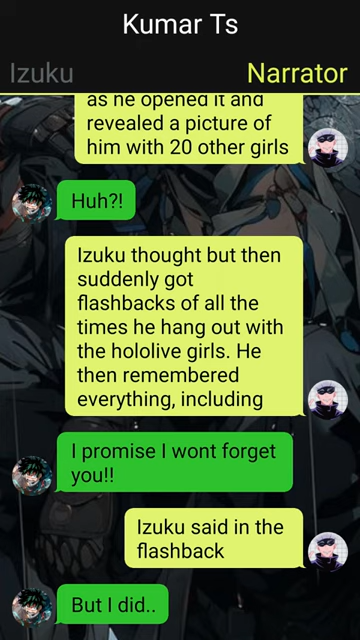 Kumar Ts
Izuku Narrator
as he opened it and
revealed a picture of
him with 20 other girls
Huh?!
Izuku thought but then
suddenly got
flashbacks of all the
times he hang out with
the hololive girls. He
then remembered
everything, including
I promise I wont forget
you!!
Izuku said in the
flashback
But I did..